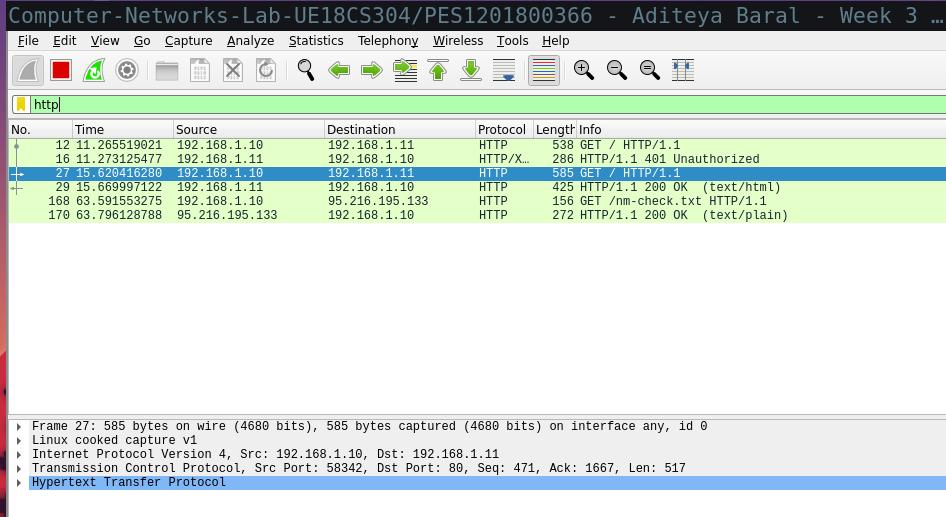 Computer-Networks-Lab-UE18CS304/PES1201800366 - Aditeya Baral - Week 3 …
File Edit View Go Capture Analyze Statistics Telephony Wireless Tools Help
http
No. Time Source Destination Protocol Length Info
12 11.265519021 192.168.1.10 192.168.1.11 HTTP 538 GET / HTTP/1.1
16 11.273125477 192.168.1.11 192.168.1.10 HTTP/X… 286 HTTP/1.1 401 Unauthorized
27 15.620416280 192.168.1.10 192.168.1.11 HTTP 585 GET / HTTP/1.1
29 15.669997122 192.168.1.11 192.168.1.10 HTTP 425 HTTP/1.1 200 OK (text/html)
168 63.591553275 192.168.1.10 95.216.195.133 HTTP 156 GET /nm-check.txt HTTP/1.1
170 63.796128788 95.216.195.133 192.168.1.10 HTTP 272 HTTP/1.1 200 OK (text/plain)
Frame 27: 585 bytes on wire (4680 bits), 585 bytes captured (4680 bits) on interface any, id 0
Linux cooked capture v1
Internet Protocol Version 4, Src: 192.168.1.10, Dst: 192.168.1.11
Transmission Control Protocol, Src Port: 58342, Dst Port: 80, Seq: 471, Ack: 1667, Len: 517
Hypertext Transfer Protocol